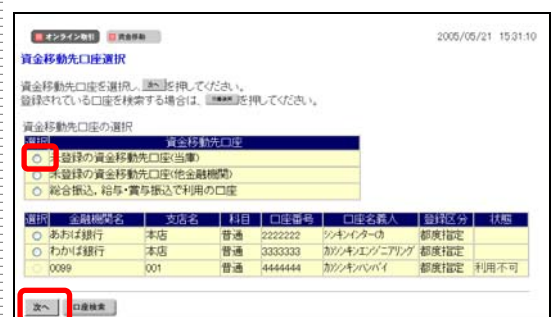 オンライン取引 資金移動 2005/05/21 15:31:10
資金移動先口座選択
資金移動先口座を選択し、次へを押してください。
登録されている口座を検索する場合は、口座検索を押してください。
資金移動先口座の選択
選択 資金移動先口座
未登録の資金移動先口座(当庫)
未登録の資金移動先口座(他金融機関)
総合振込、給与・賞与振込で利用の口座
選択 金融機関名 支店名 科目 口座番号 口座名義人 登録区分 状態
あおば銀行 本店 普通 2222222 シンキンインターカ 都度指定
わかば銀行 本店 普通 3333333 カ)シンキンエンジニアリング 都度指定
0099 001 普通 4444444 カ)シンキンハンバイ 都度指定 利用不可
次へ 口座検索